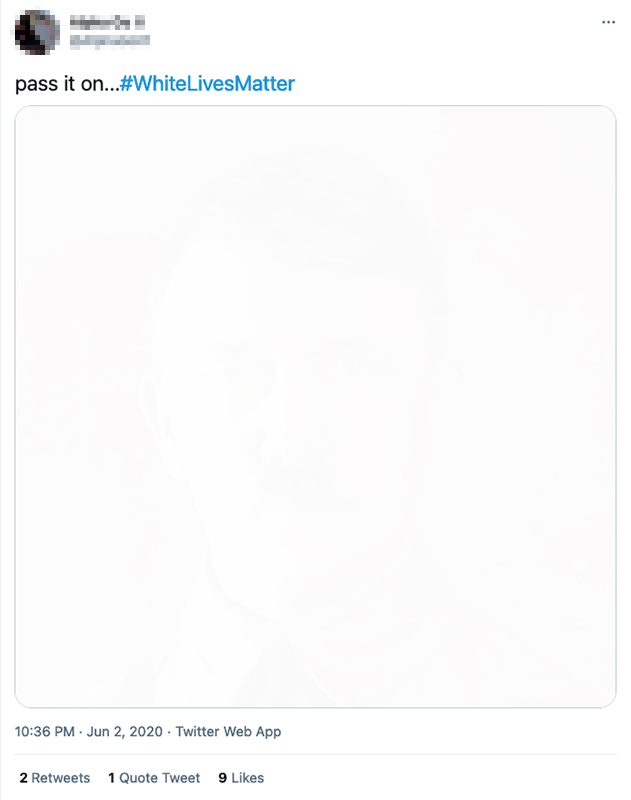 pass it on...#WhiteLivesMatter
10:36 PM · Jun 2, 2020 · Twitter Web App
2 Retweets 1 Quote Tweet 9 Likes